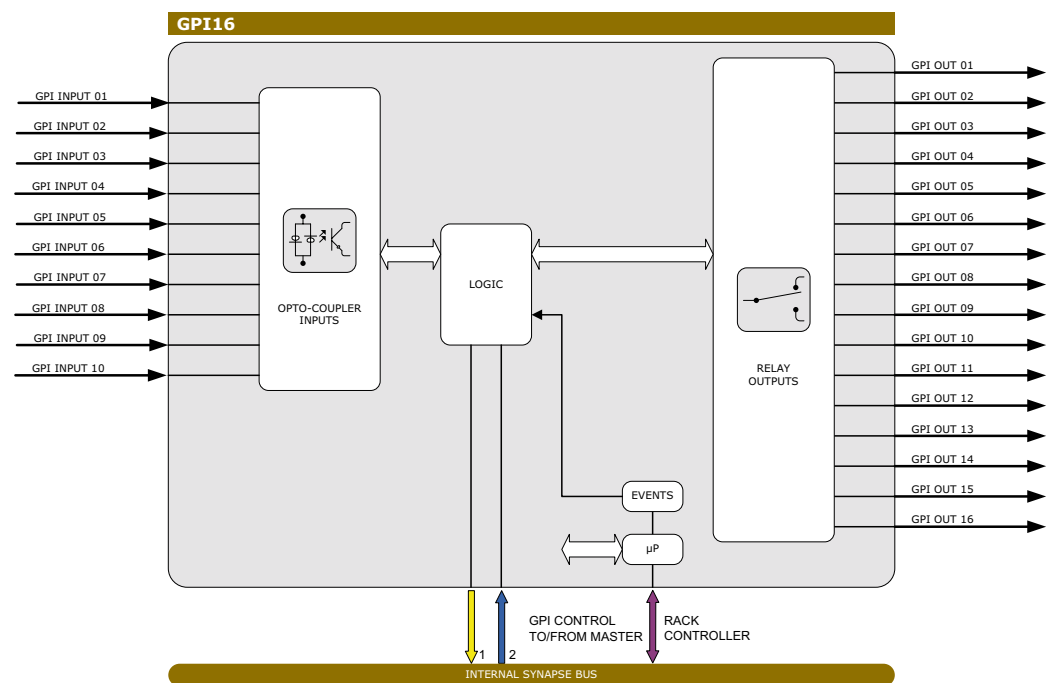 GPI16
GPI INPUT 01
GPI INPUT 02
GPI INPUT 03
GPI INPUT 04
GPI INPUT 05
GPI INPUT 06
GPI INPUT 07
GPI INPUT 08
GPI INPUT 09
GPI INPUT 10
OPTO-COUPLER
INPUTS
LOGIC
EVENTS
µP
RELAY
OUTPUTS
GPI OUT 01
GPI OUT 02
GPI OUT 03
GPI OUT 04
GPI OUT 05
GPI OUT 06
GPI OUT 07
GPI OUT 08
GPI OUT 09
GPI OUT 10
GPI OUT 11
GPI OUT 12
GPI OUT 13
GPI OUT 14
GPI OUT 15
GPI OUT 16
1
2
GPI CONTROL
TO/FROM MASTER
RACK
CONTROLLER
INTERNAL SYNAPSE BUS